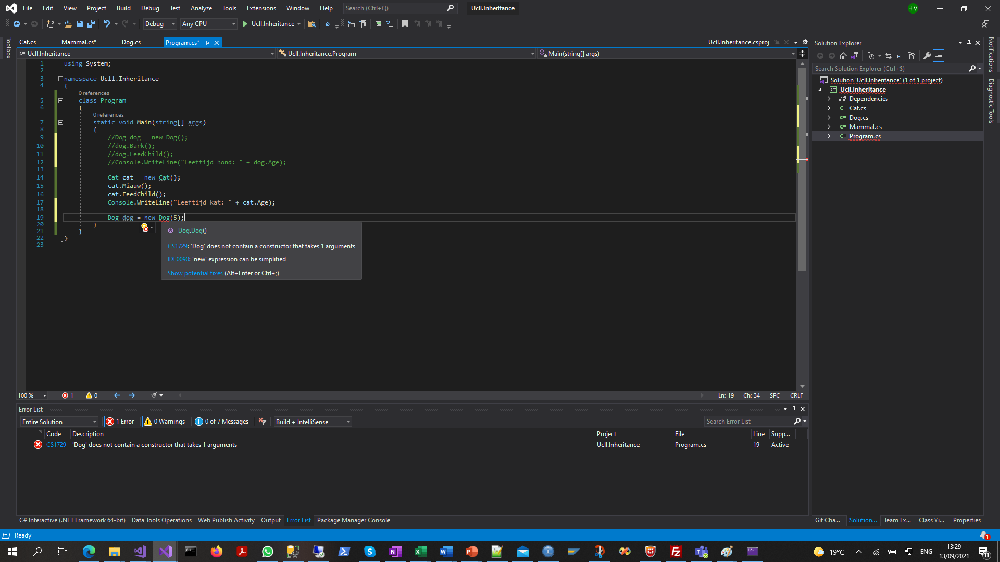 File Edit View Project Build Debug Test Analyze Tools Extensions Window Help Search (Ctrl+Q) Ucll.Inheritance HV
Debug Any CPU Ucll.Inheritance
Toolbox
Cat.cs Mammal.cs* Dog.cs Program.cs* Ucll.Inheritance.csproj
Ucll.Inheritance Ucll.Inheritance.Program Main(string[] args)
1 using System;
2
3 namespace Ucll.Inheritance
4 {
0 references
5 class Program
6 {
0 references
7 static void Main(string[] args)
8 {
9 //Dog dog = new Dog();
10 //dog.Bark();
11 //dog.FeedChild();
12 //Console.WriteLine("Leeftijd hond: " + dog.Age);
13
14 Cat cat = new Cat();
15 cat.Miauw();
16 cat.FeedChild();
17 Console.WriteLine("Leeftijd kat: " + cat.Age);
18
19 Dog dog = new Dog(5);
20 }
21 }
22 }
23
Dog.Dog()
CS1729: 'Dog' does not contain a constructor that takes 1 arguments
IDE0090: 'new' expression can be simplified
Show potential fixes (Alt+Enter or Ctrl+;)
100 % 1 0 Ln: 19 Ch: 34 SPC CRLF
Error List
Entire Solution 1 Error 0 Warnings 0 of 7 Messages Build + IntelliSense Search Error List
Code Description Project File Line Supp...
CS1729 'Dog' does not contain a constructor that takes 1 arguments Ucll.Inheritance Program.cs 19 Active
C# Interactive (.NET Framework 64-bit) Data Tools Operations Web Publish Activity Output Error List Package Manager Console
Solution Explorer
Search Solution Explorer (Ctrl+$)
Solution 'Ucll.Inheritance' (1 of 1 project)
C# Ucll.Inheritance
Dependencies
C# Cat.cs
C# Dog.cs
C# Mammal.cs
C# Program.cs
Git Cha... Solution... Team Ex... Class Vi... Properties
Notifications
Diagnostic Tools
Ready 1
19°C ENG 13:29
13/09/2021 11